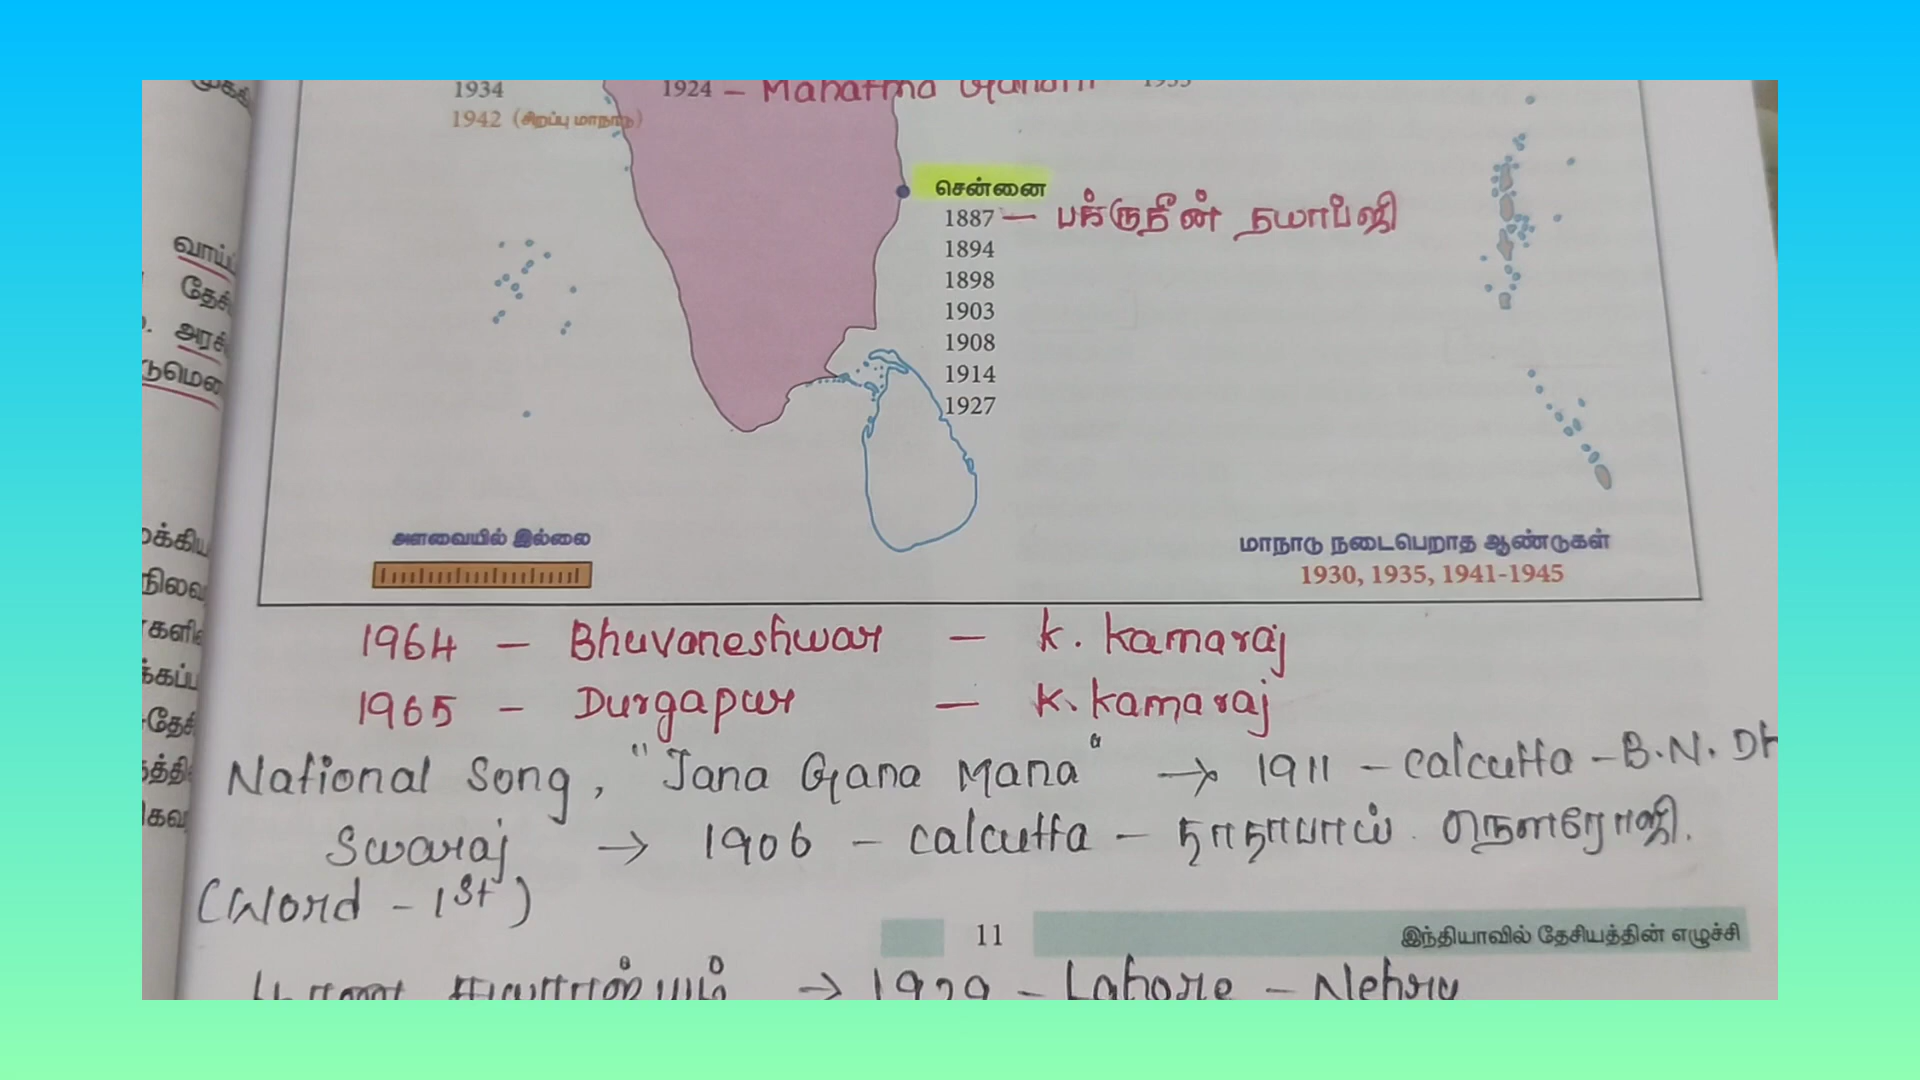 1934
1942 (சிறப்பு மாநாடு)
1924 – Mahatma Gandhi
சென்னை
1887 – பக்ருதீன் தயாப்ஜி
1894
1898
1903
1908
1914
1927
அளவையில் இல்லை
மாநாடு நடைபெறாத ஆண்டுகள்
1930, 1935, 1941-1945
1964 – Bhuvaneshwar – K. Kamaraj
1965 – Durgapur – K. Kamaraj
National Song, "Jana Gana Mana" → 1911 – Calcutta – B.N. Dh
Swaraj → 1906 – Calcutta – தாதாபாய் நௌரோஜி.
(Word – 1st)
11
இந்தியாவில் தேசியத்தின் எழுச்சி
→ 1929 – Lahore – Nehru